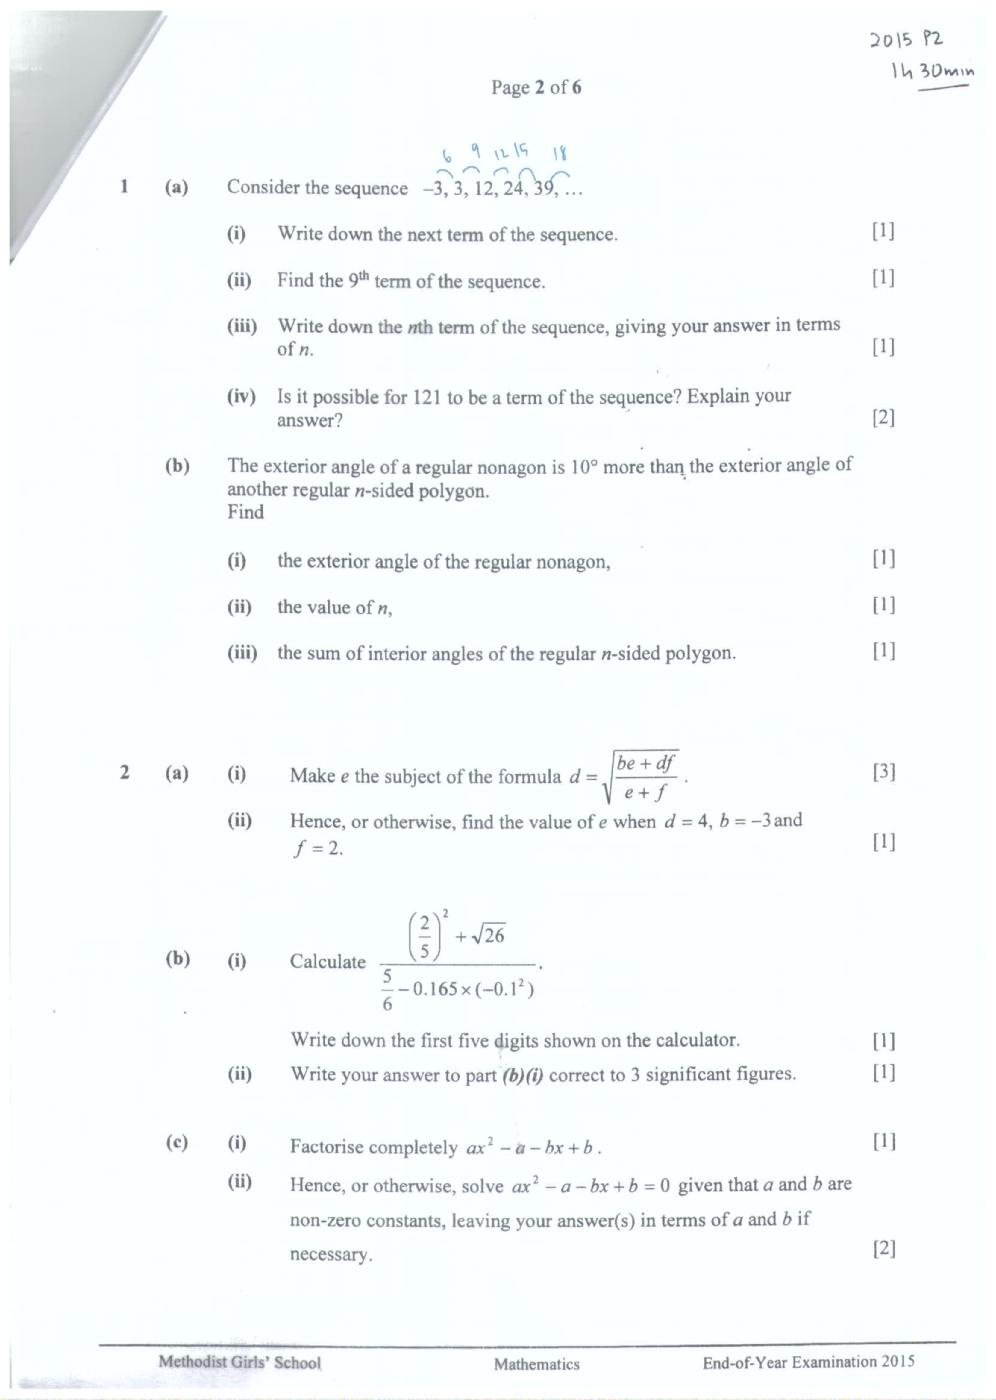 2015 P2
1h 30min
Page 2 of 6
6 9 12 15 18
1 (a) Consider the sequence –3, 3, 12, 24, 39, ...
(i) Write down the next term of the sequence. [1]
(ii) Find the 9th term of the sequence. [1]
(iii) Write down the nth term of the sequence, giving your answer in terms
of n. [1]
(iv) Is it possible for 121 to be a term of the sequence? Explain your
answer? [2]
(b) The exterior angle of a regular nonagon is 10° more than the exterior angle of
another regular n-sided polygon.
Find
(i) the exterior angle of the regular nonagon, [1]
(ii) the value of n, [1]
(iii) the sum of interior angles of the regular n-sided polygon. [1]
2 (a) (i) Make e the subject of the formula d = √((be + df)/(e + f)). [3]
(ii) Hence, or otherwise, find the value of e when d = 4, b = –3 and
f = 2. [1]
(b) (i) Calculate ((2/5)² + √26)/(5/6 – 0.165 × (–0.1²)).
Write down the first five digits shown on the calculator. [1]
(ii) Write your answer to part (b)(i) correct to 3 significant figures. [1]
(c) (i) Factorise completely ax² – a – bx + b. [1]
(ii) Hence, or otherwise, solve ax² – a – bx + b = 0 given that a and b are
non-zero constants, leaving your answer(s) in terms of a and b if
necessary. [2]
Methodist Girls' School Mathematics End-of-Year Examination 2015